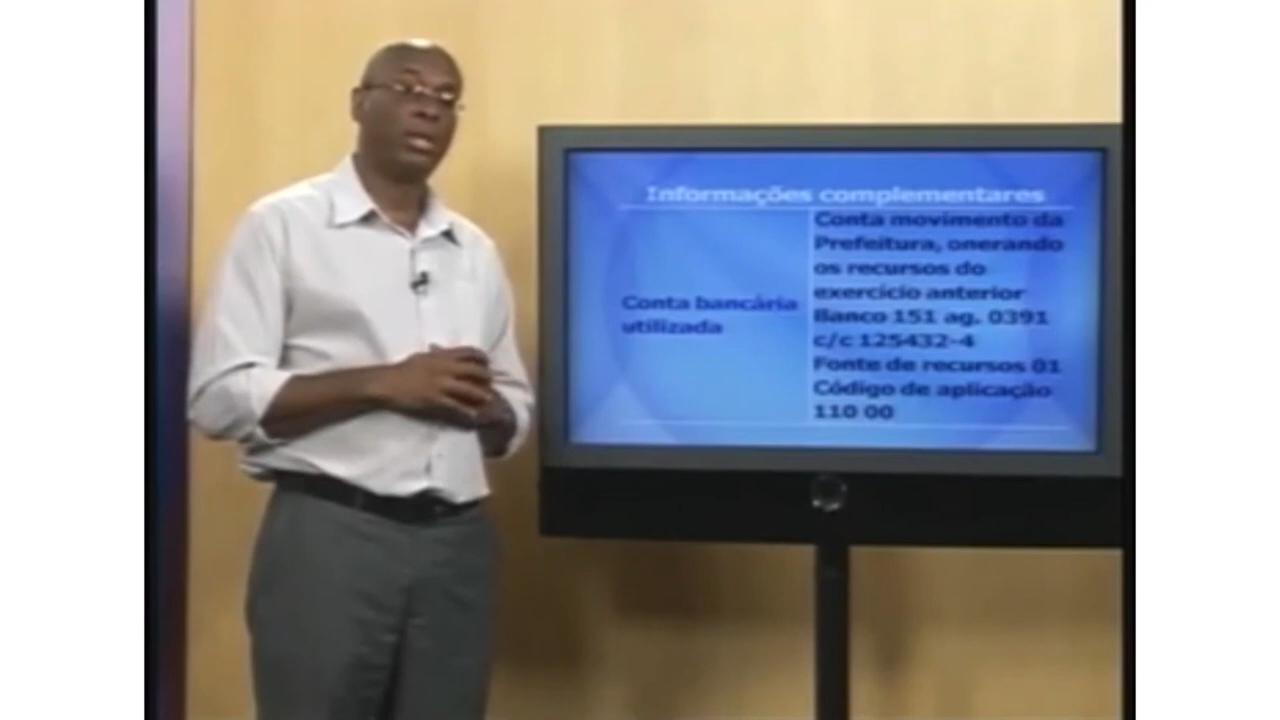 Informações complementares
Conta bancária
utilizada
Conta movimento da
Prefeitura, onerando
os recursos do
exercício anterior
Banco 151 ag. 0391
c/c 125432-4
Fonte de recursos 01
Código de aplicação
110 00